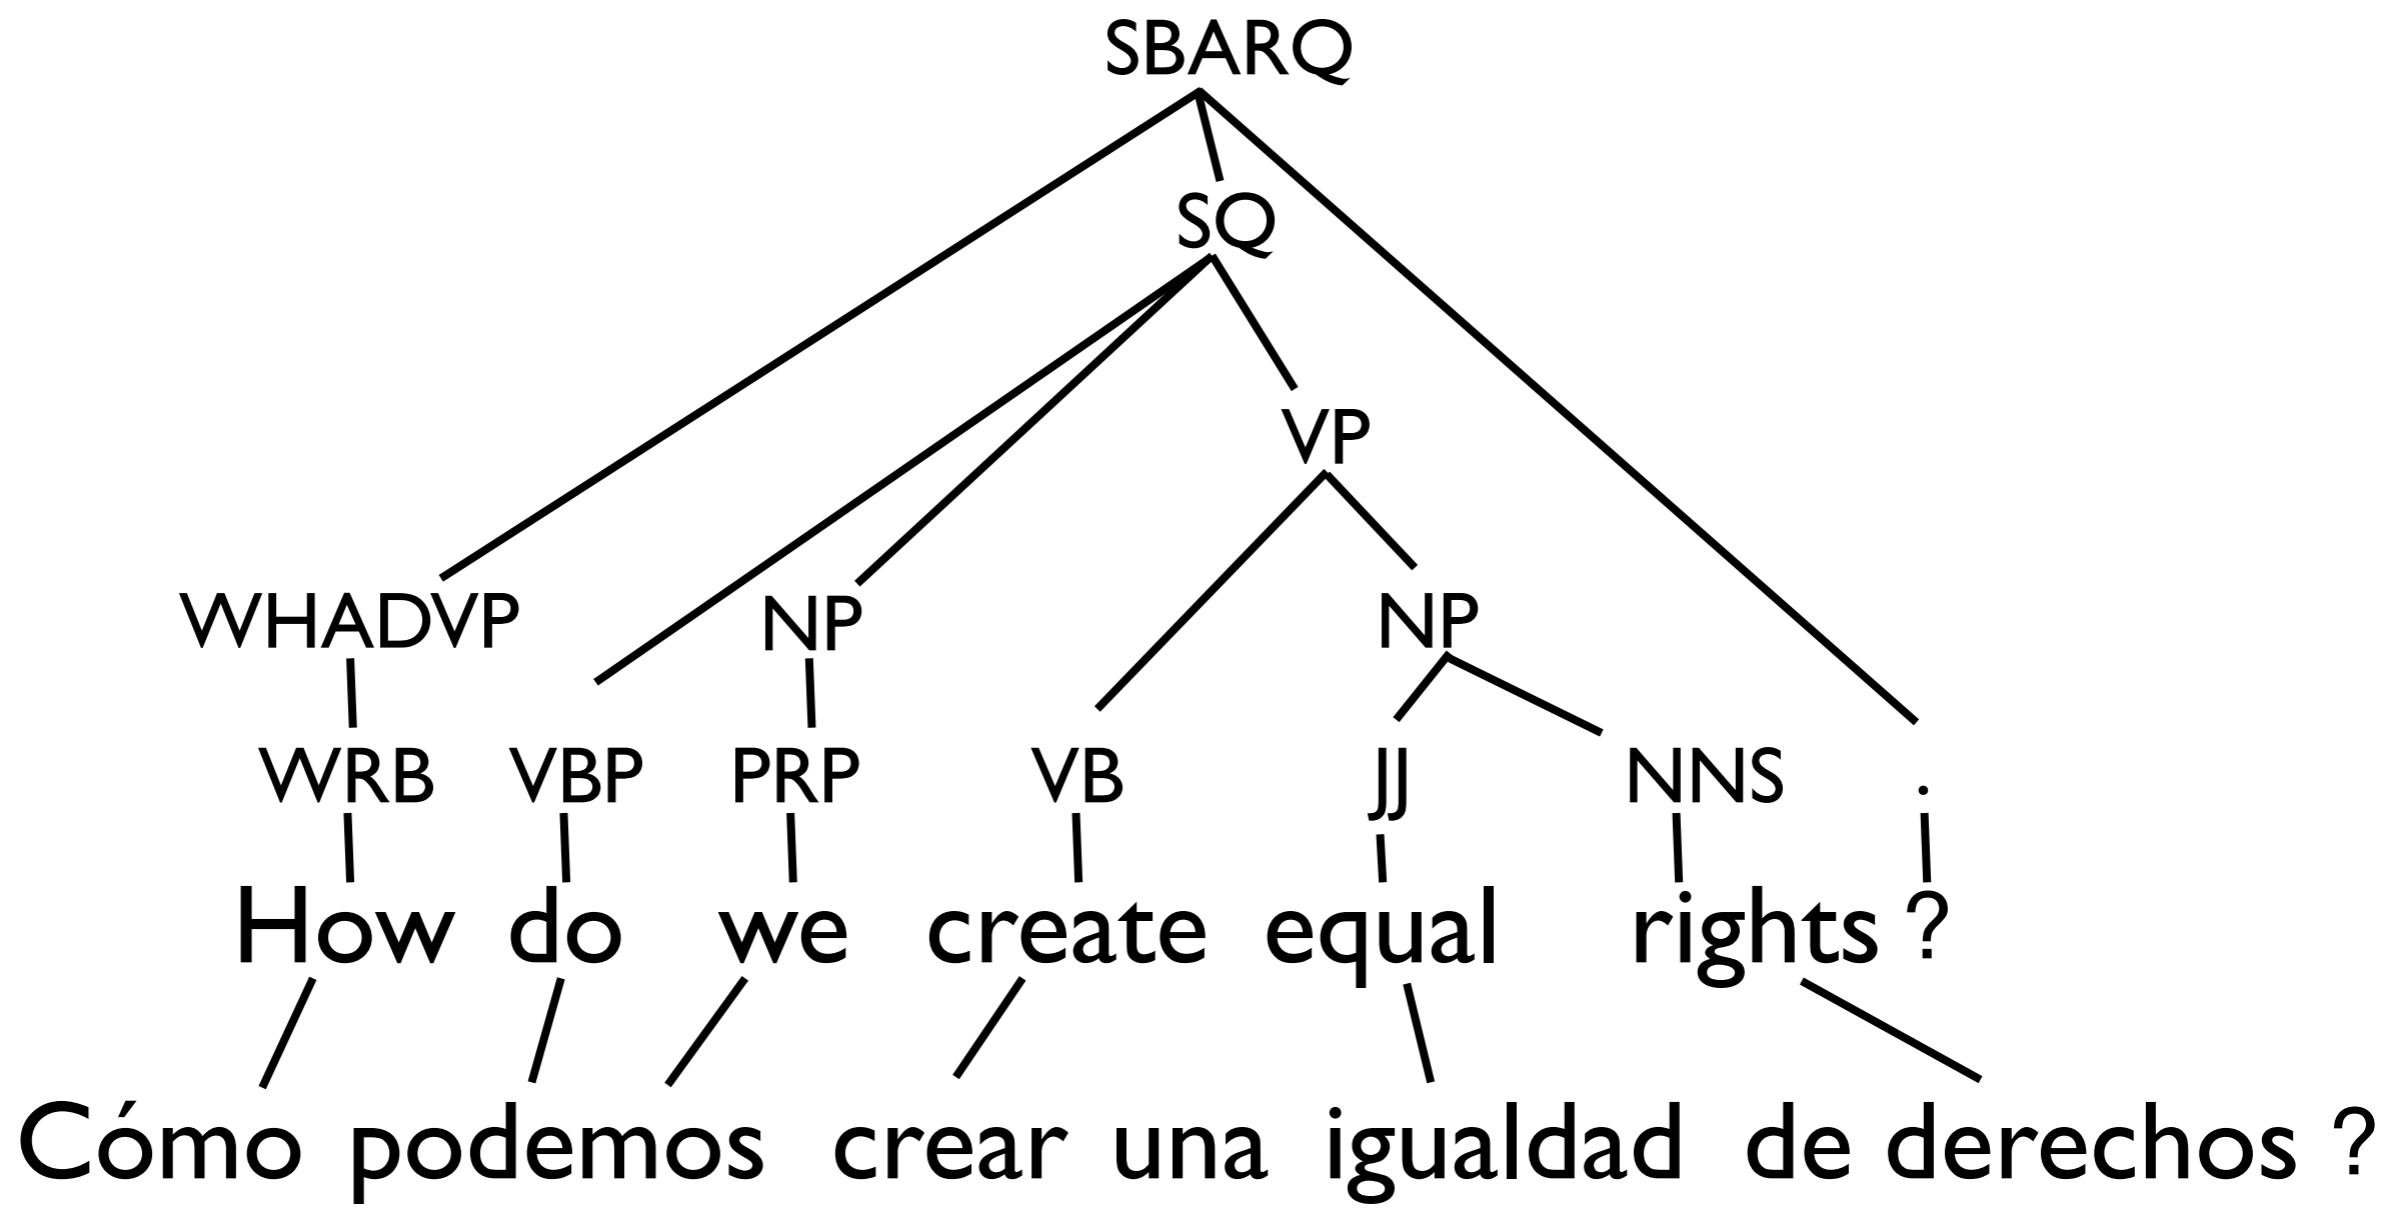 SBARQ
SQ
VP
WHADVP NP NP
WRB VBP PRP VB JJ NNS .
How do we create equal rights ?
Cómo podemos crear una igualdad de derechos ?